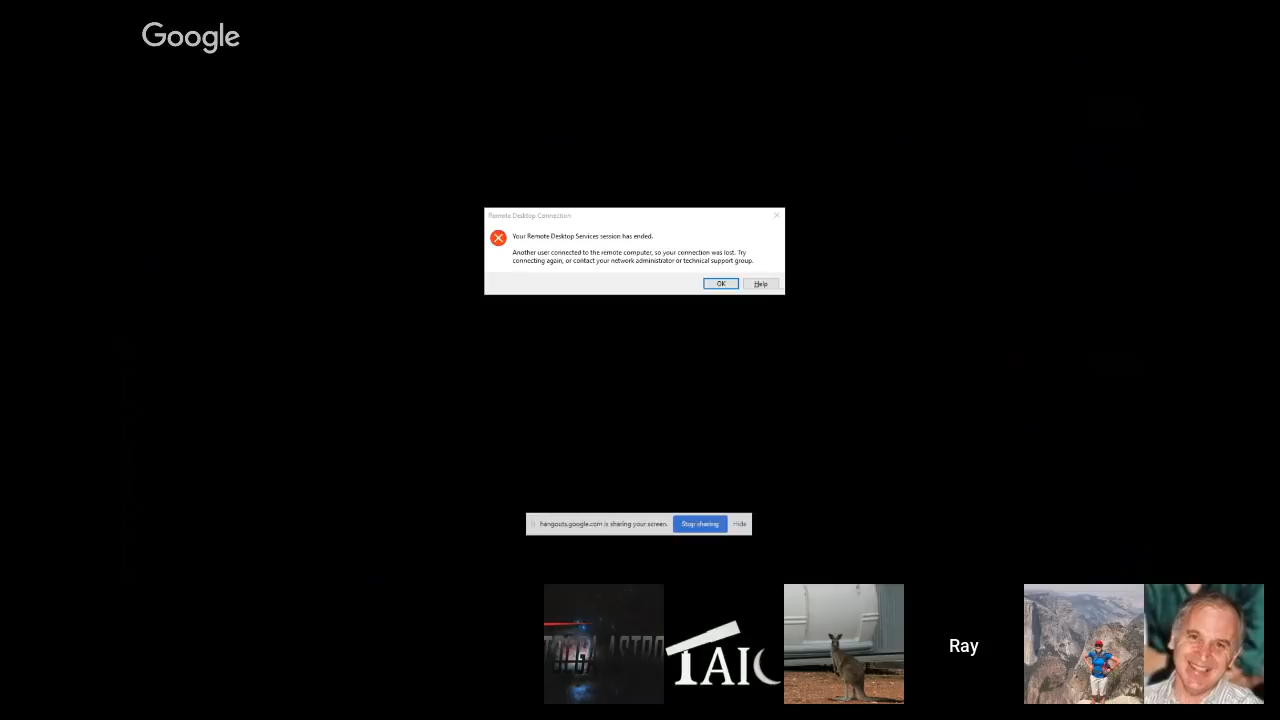 Google
Remote Desktop Connection
Your Remote Desktop Services session has ended.
Another user connected to the remote computer, so your connection was lost. Try
connecting again, or contact your network administrator or technical support group.
OK Help
hangouts.google.com is sharing your screen. Stop sharing Hide
TAIC
Ray